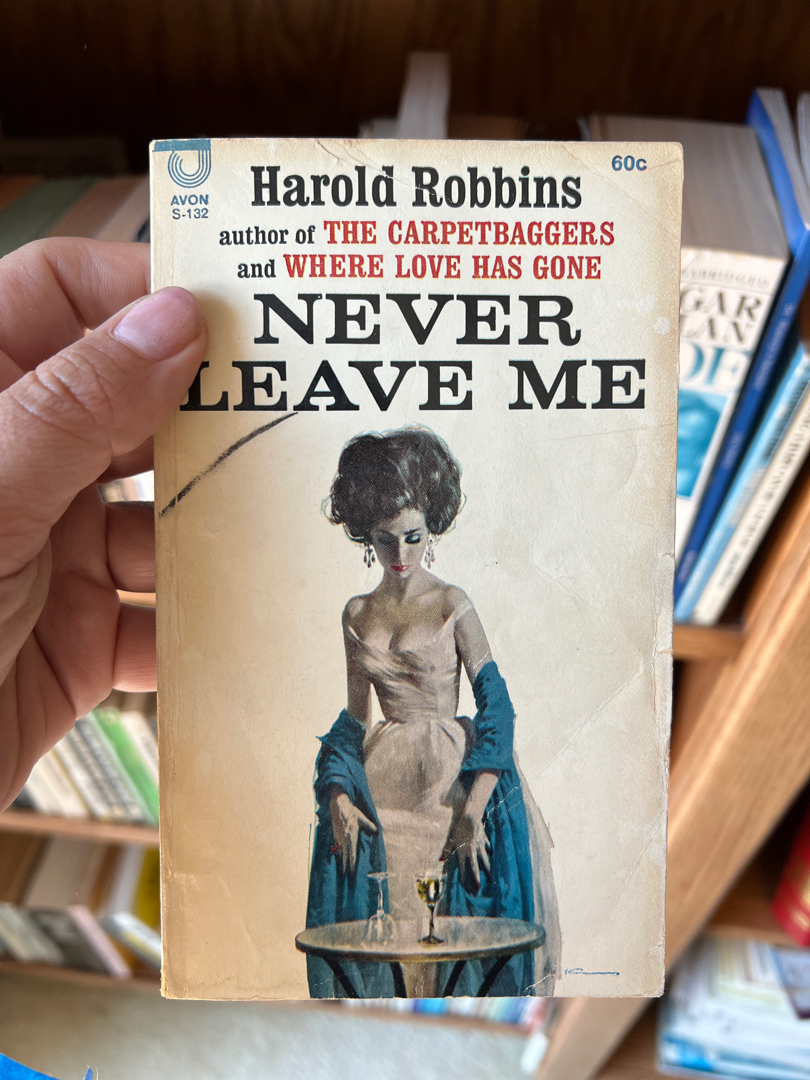 AVON
S-132
60c
Harold Robbins
author of THE CARPETBAGGERS
and WHERE LOVE HAS GONE
NEVER
LEAVE ME